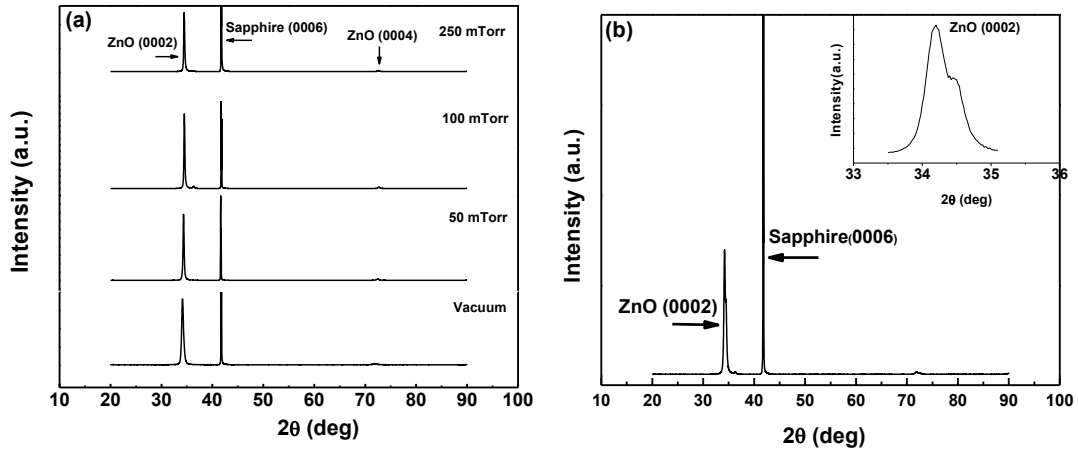 (a)
ZnO (0002)
Sapphire (0006)
ZnO (0004)
250 mTorr
100 mTorr
50 mTorr
Vacuum
Intensity (a.u.)
10 20 30 40 50 60 70 80 90 100
2θ (deg)
(b)
ZnO (0002)
Intensity(a.u.)
33 34 35 36
2θ (deg)
Sapphire(0006)
ZnO (0002)
Intensity (a.u.)
10 20 30 40 50 60 70 80 90 100
2θ (deg)